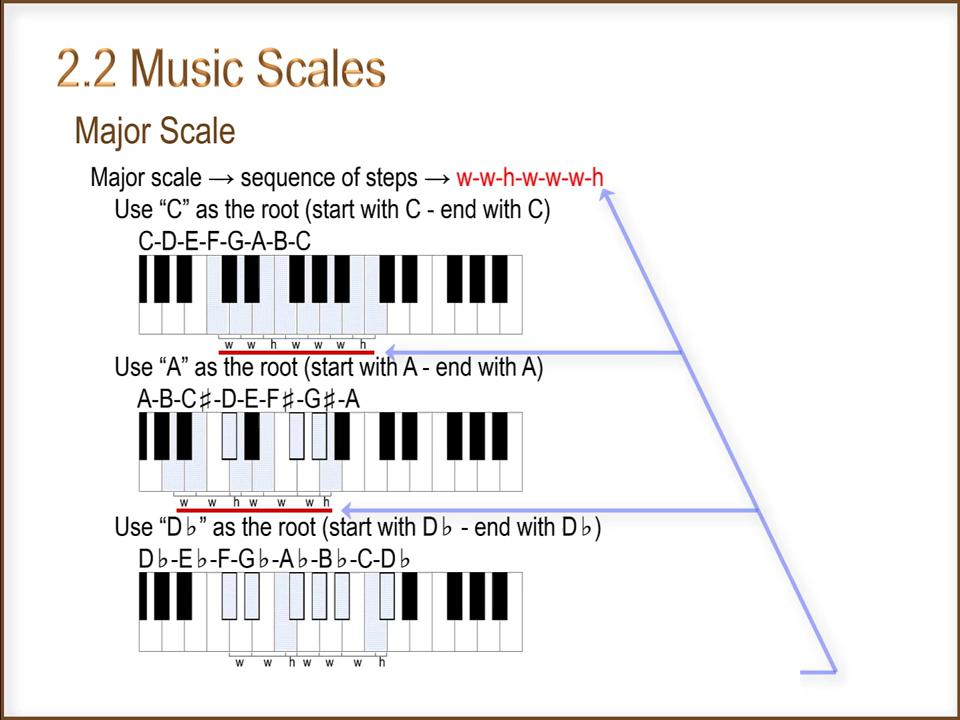 2.2 Music Scales
Major Scale
Major scale → sequence of steps → w-w-h-w-w-w-h
Use “C” as the root (start with C - end with C)
C-D-E-F-G-A-B-C
w w h w w w h
Use “A” as the root (start with A - end with A)
A-B-C♯-D-E-F♯-G♯-A
w w h w w w h
Use “D♭” as the root (start with D♭ - end with D♭)
D♭-E♭-F-G♭-A♭-B♭-C-D♭
w w h w w w h